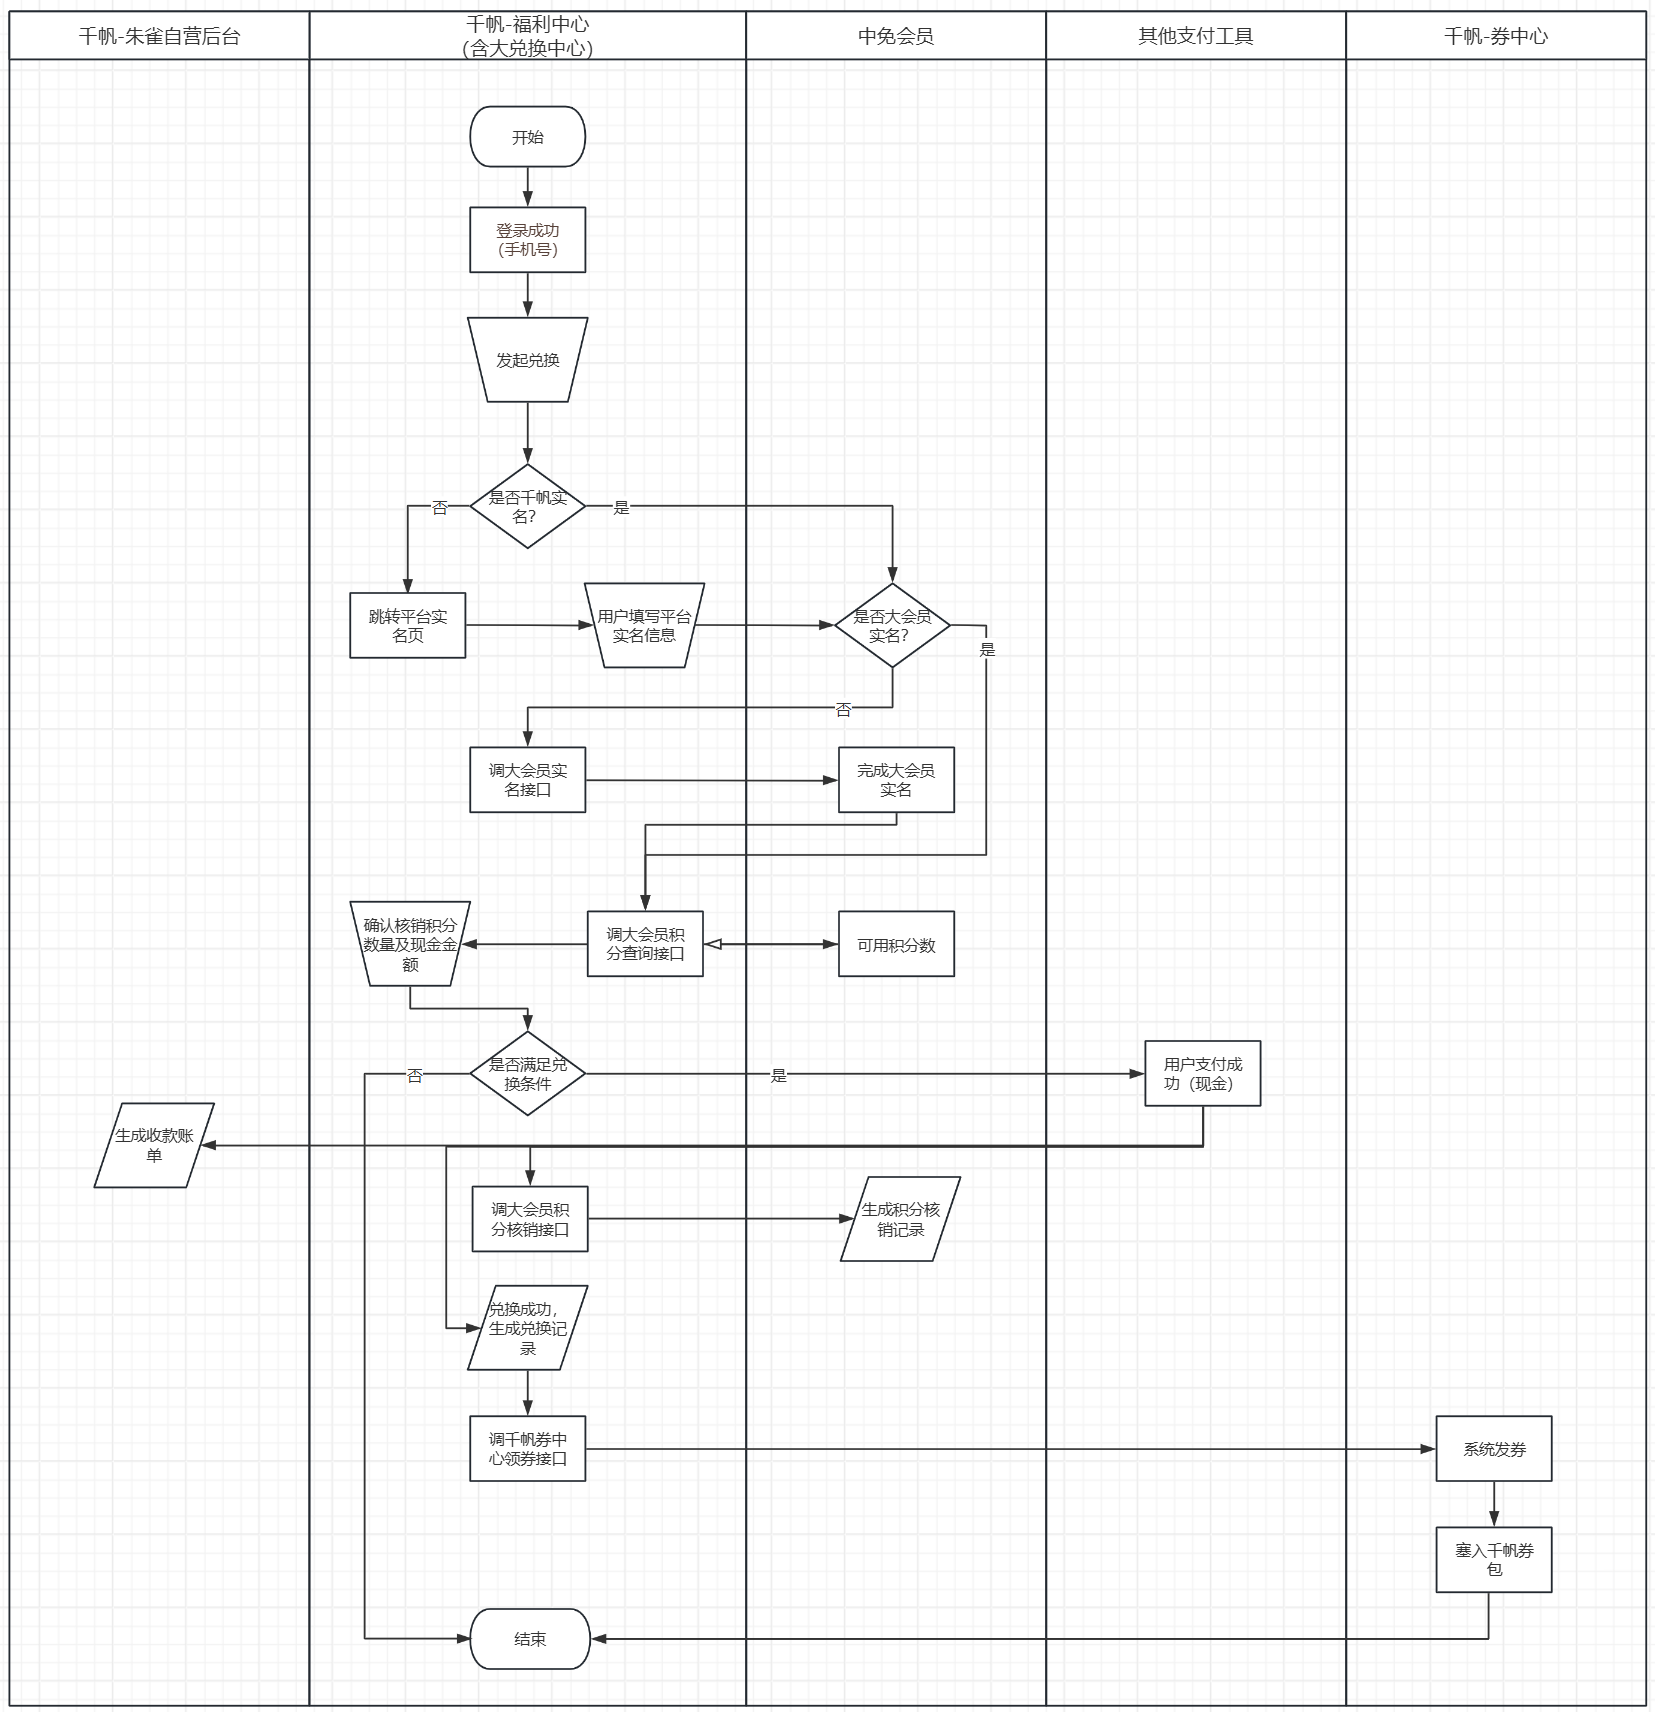 千帆-朱雀自营后台
千帆-福利中心
（含大兑换中心）
中免会员
其他支付工具
千帆-券中心
开始
登录成功
（手机号）
发起兑换
是否千帆实
名？
否
是
跳转平台实
名页
用户填写平台
实名信息
是否大会员
实名？
是
否
调大会员实
名接口
完成大会员
实名
确认核销积分
数量及现金金
额
调大会员积
分查询接口
可用积分数
是否满足兑
换条件
否
是
用户支付成
功（现金）
生成收款账
单
调大会员积
分核销接口
生成积分核
销记录
兑换成功，
生成兑换记
录
调千帆券中
心领券接口
系统发券
塞入千帆券
包
结束